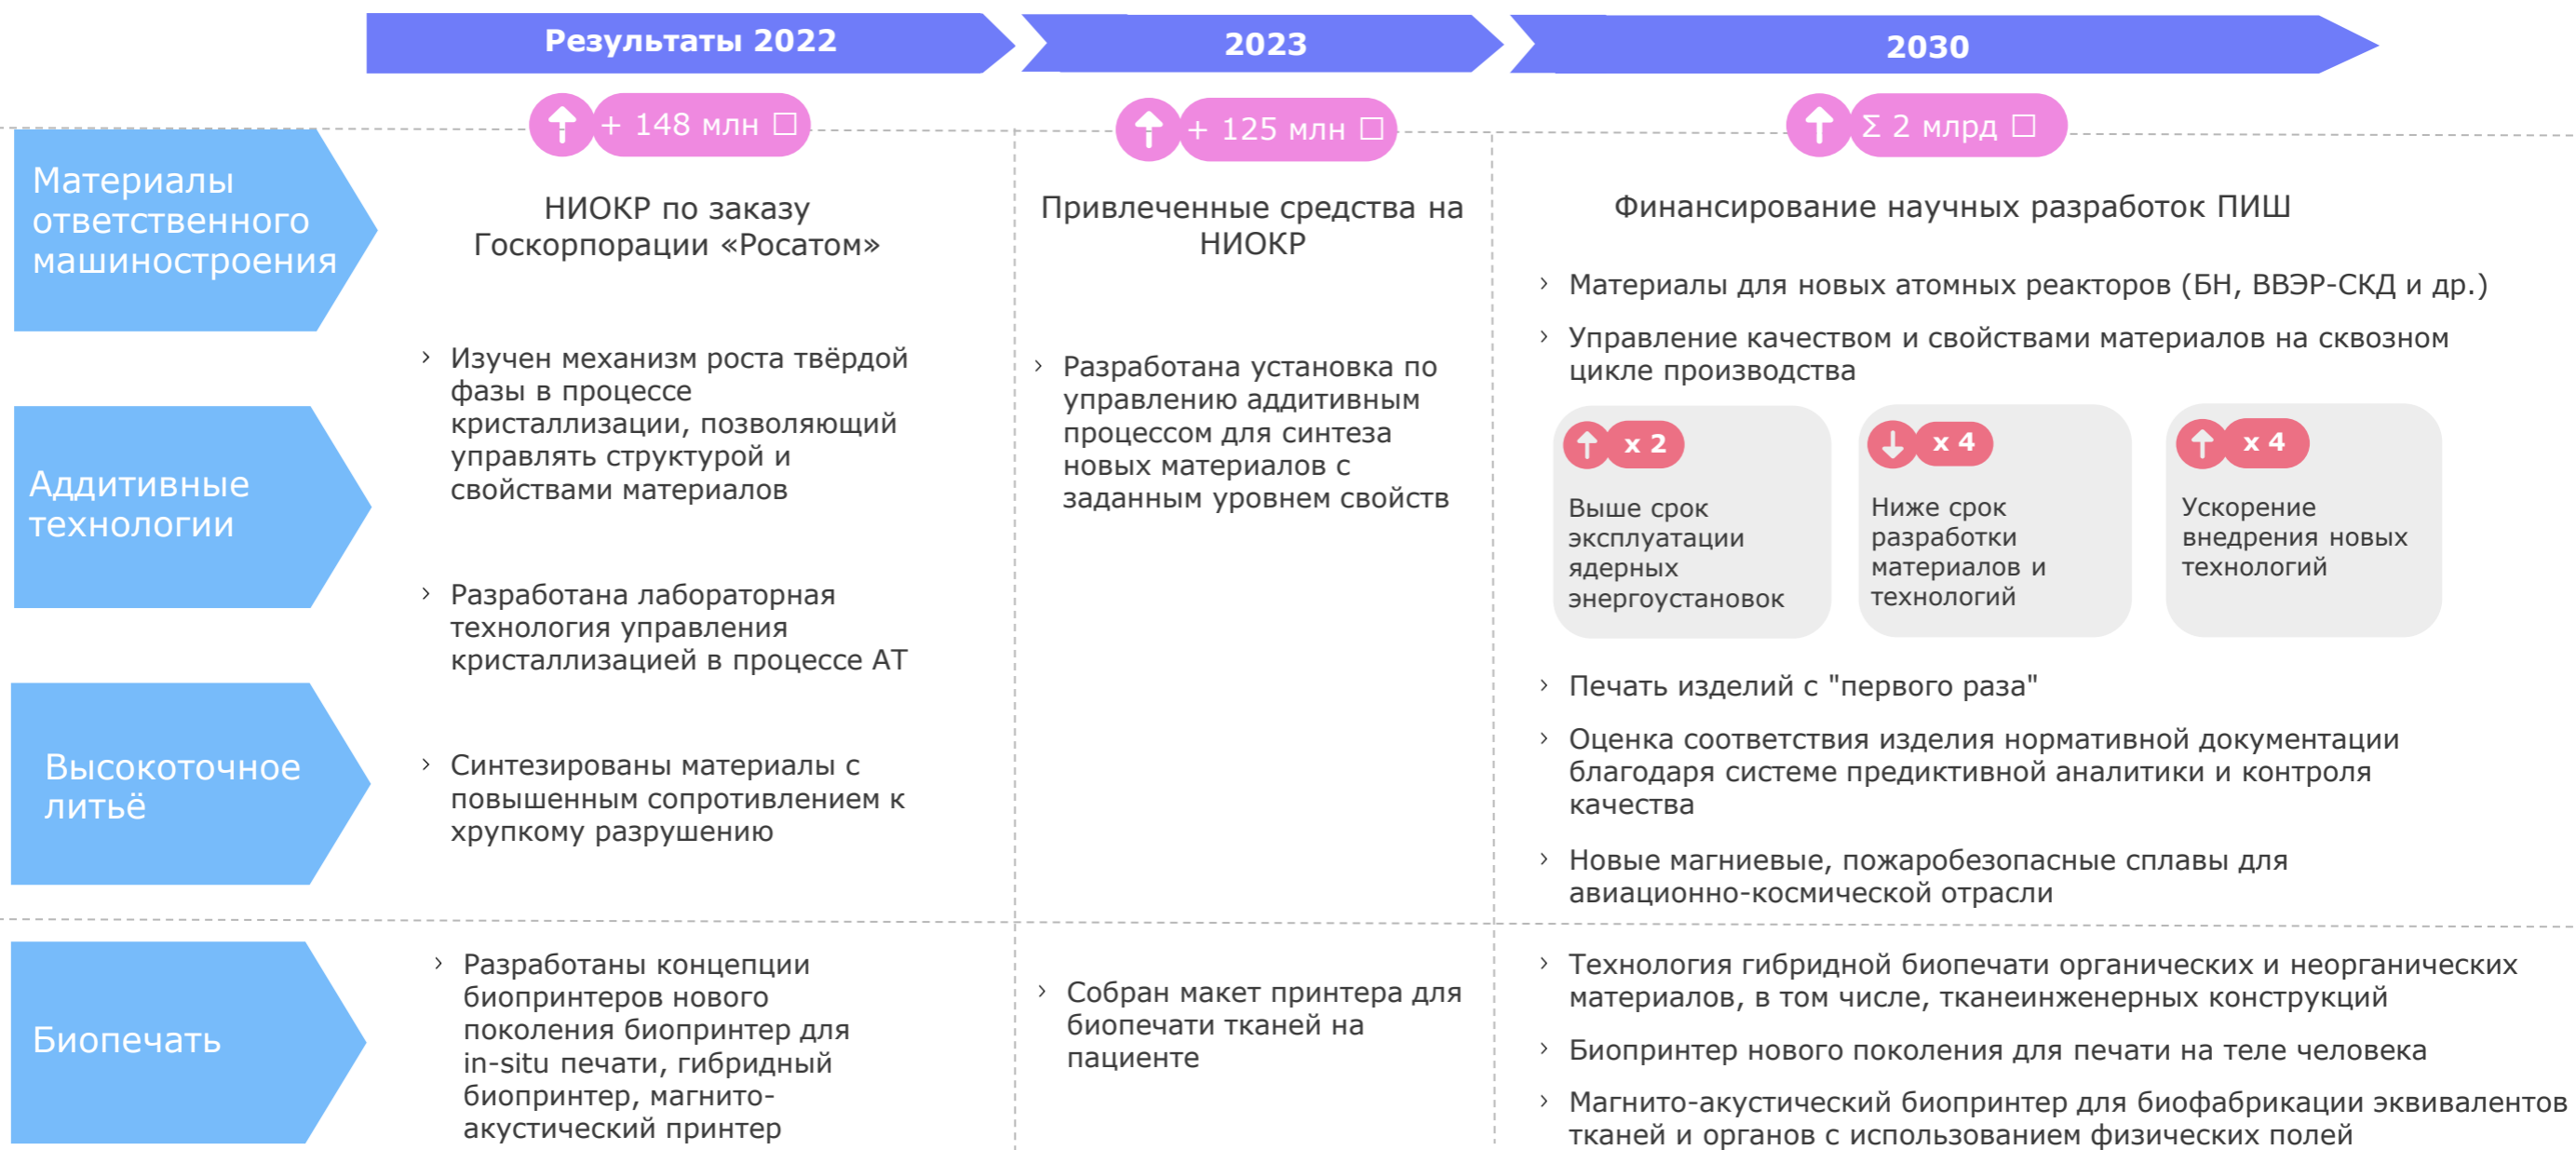 Результаты 2022
2023
2030
+ 148 млн □
+ 125 млн □
Σ 2 млрд □
Материалы
ответственного
машиностроения
НИОКР по заказу
Госкорпорации «Росатом»
Привлеченные средства на
НИОКР
Финансирование научных разработок ПИШ
› Материалы для новых атомных реакторов (БН, ВВЭР-СКД и др.)
› Управление качеством и свойствами материалов на сквозном
цикле производства
Аддитивные
технологии
› Изучен механизм роста твёрдой
фазы в процессе
кристаллизации, позволяющий
управлять структурой и
свойствами материалов
› Разработана лабораторная
технология управления
кристаллизацией в процессе АТ
› Разработана установка по
управлению аддитивным
процессом для синтеза
новых материалов с
заданным уровнем свойств
x 2
Выше срок
эксплуатации
ядерных
энергоустановок
x 4
Ниже срок
разработки
материалов и
технологий
x 4
Ускорение
внедрения новых
технологий
Высокоточное
литьё
› Синтезированы материалы с
повышенным сопротивлением к
хрупкому разрушению
› Печать изделий с "первого раза"
› Оценка соответствия изделия нормативной документации
благодаря системе предиктивной аналитики и контроля
качества
› Новые магниевые, пожаробезопасные сплавы для
авиационно-космической отрасли
Биопечать
› Разработаны концепции
биопринтеров нового
поколения биопринтер для
in-situ печати, гибридный
биопринтер, магнито-
акустический принтер
› Собран макет принтера для
биопечати тканей на
пациенте
› Технология гибридной биопечати органических и неорганических
материалов, в том числе, тканеинженерных конструкций
› Биопринтер нового поколения для печати на теле человека
› Магнито-акустический биопринтер для биофабрикации эквивалентов
тканей и органов с использованием физических полей